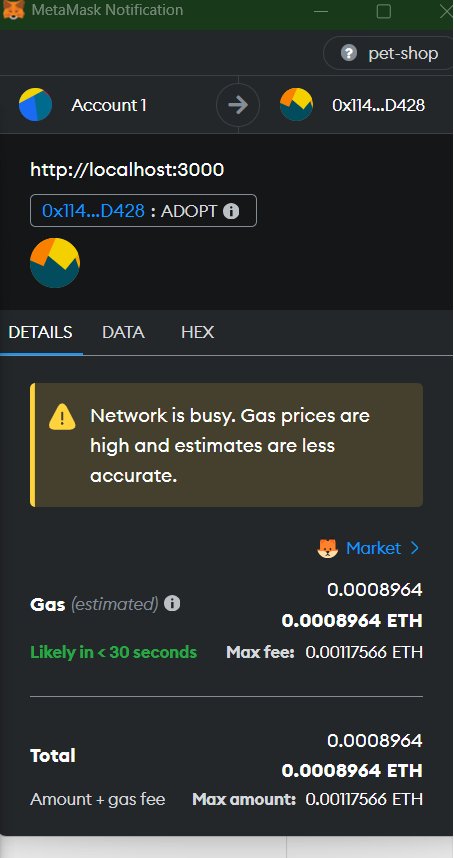 MetaMask Notification
pet-shop
Account 1
0x114...D428
http://localhost:3000
0x114...D428 : ADOPT
DETAILS DATA HEX
Network is busy. Gas prices are
high and estimates are less
accurate.
Market
0.0008964
Gas (estimated) 0.0008964 ETH
Likely in < 30 seconds Max fee: 0.00117566 ETH
0.0008964
Total 0.0008964 ETH
Amount + gas fee Max amount: 0.00117566 ETH